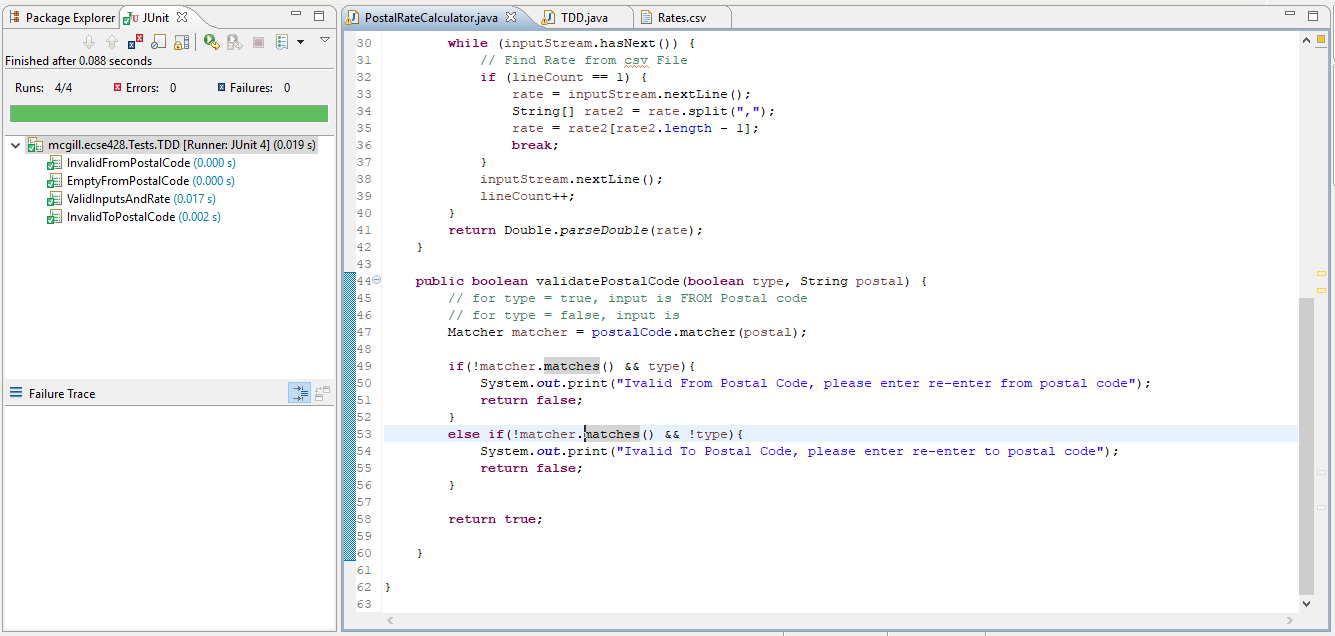 Package Explorer JUnit
Finished after 0.088 seconds
Runs: 4/4 Errors: 0 Failures: 0
mcgill.ecse428.Tests.TDD [Runner: JUnit 4] (0.019 s)
InvalidFromPostalCode (0.000 s)
EmptyFromPostalCode (0.000 s)
ValidInputsAndRate (0.017 s)
InvalidToPostalCode (0.002 s)
Failure Trace
PostalRateCalculator.java TDD.java Rates.csv
30 while (inputStream.hasNext()) {
31 // Find Rate from csv File
32 if (lineCount == 1) {
33 rate = inputStream.nextLine();
34 String[] rate2 = rate.split(",");
35 rate = rate2[rate2.length - 1];
36 break;
37 }
38 inputStream.nextLine();
39 lineCount++;
40 }
41 return Double.parseDouble(rate);
42 }
43
44 public boolean validatePostalCode(boolean type, String postal) {
45 // for type = true, input is FROM Postal code
46 // for type = false, input is
47 Matcher matcher = postalCode.matcher(postal);
48
49 if(!matcher.matches() && type){
50 System.out.print("Ivalid From Postal Code, please enter re-enter from postal code");
51 return false;
52 }
53 else if(!matcher.matches() && !type){
54 System.out.print("Ivalid To Postal Code, please enter re-enter to postal code");
55 return false;
56 }
57
58 return true;
59
60 }
61
62 }
63